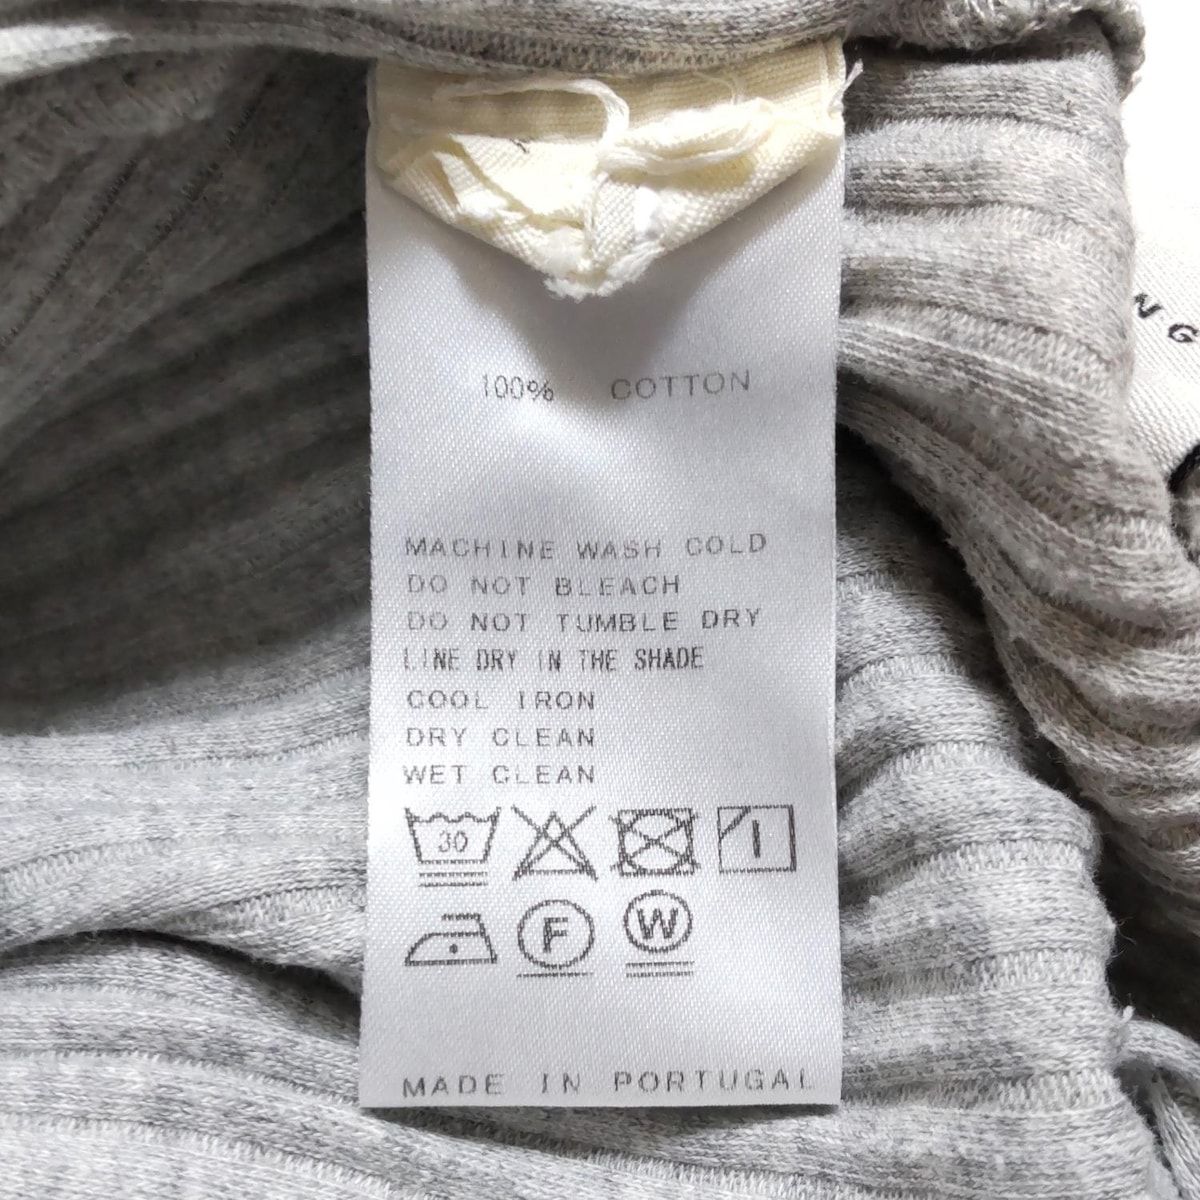 100% COTTON
MACHINE WASH COLD
DO NOT BLEACH
DO NOT TUMBLE DRY
LINE DRY IN THE SHADE
COOL IRON
DRY CLEAN
WET CLEAN
30
F W
MADE IN PORTUGAL
NG